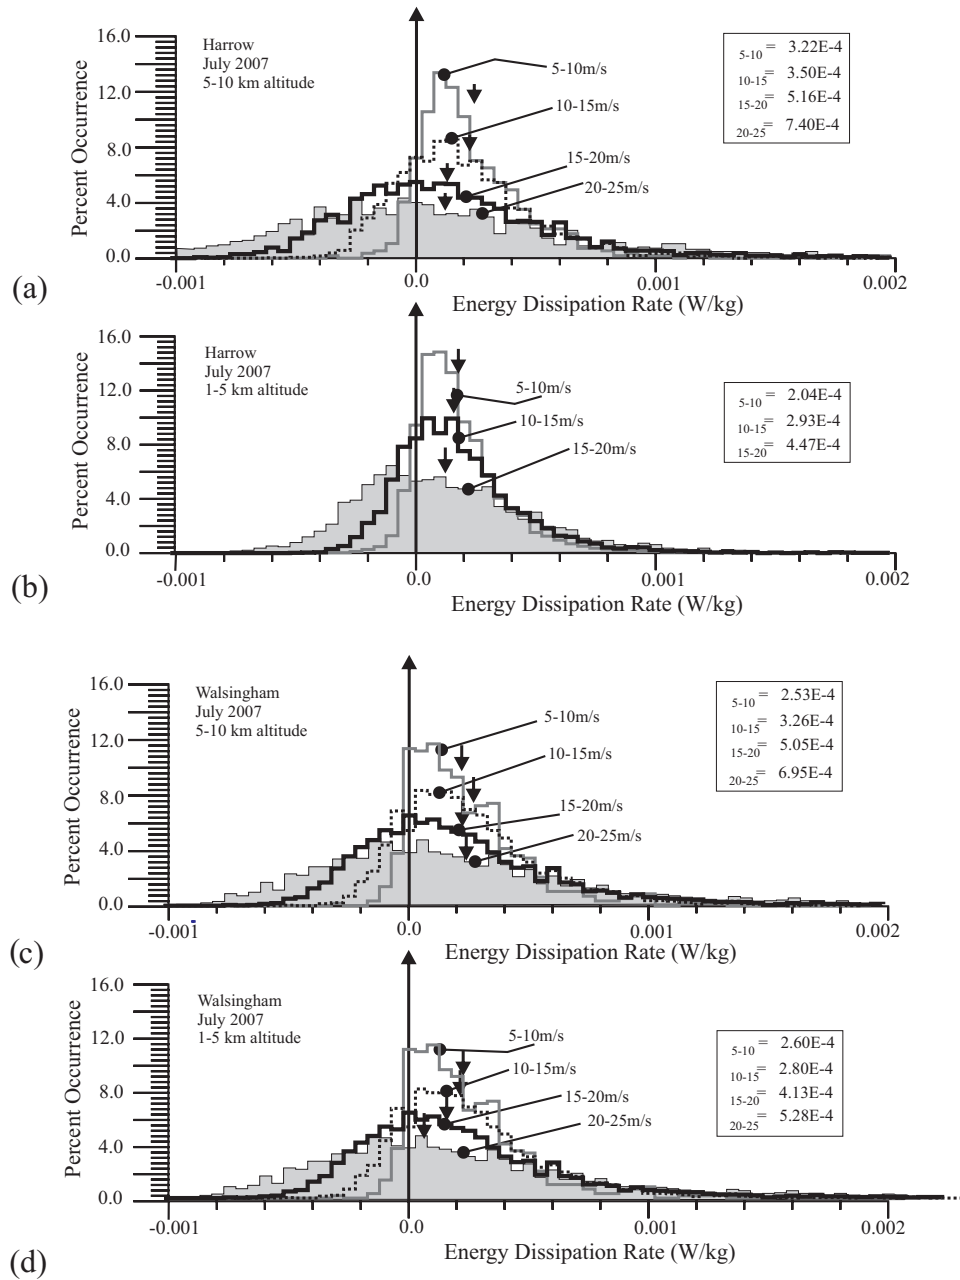 16.0
12.0
8.0
4.0
0.0
Percent Occurrence
Harrow
July 2007
5-10 km altitude
5-10m/s
10-15m/s
15-20m/s
20-25m/s
5-10 = 3.22E-4
10-15= 3.50E-4
15-20= 5.16E-4
20-25= 7.40E-4
-0.001 0.0 0.001 0.002
Energy Dissipation Rate (W/kg)
(a)
16.0
12.0
8.0
4.0
0.0
Percent Occurrence
Harrow
July 2007
1-5 km altitude
5-10m/s
10-15m/s
15-20m/s
5-10 = 2.04E-4
10-15= 2.93E-4
15-20= 4.47E-4
-0.001 0.0 0.001 0.002
Energy Dissipation Rate (W/kg)
(b)
16.0
12.0
8.0
4.0
0.0
Percent Occurrence
Walsingham
July 2007
5-10 km altitude
5-10m/s
10-15m/s
15-20m/s
20-25m/s
5-10 = 2.53E-4
10-15= 3.26E-4
15-20= 5.05E-4
20-25= 6.95E-4
-0.001 0.0 0.001 0.002
Energy Dissipation Rate (W/kg)
(c)
16.0
12.0
8.0
4.0
0.0
Percent Occurrence
Walsingham
July 2007
1-5 km altitude
5-10m/s
10-15m/s
15-20m/s
20-25m/s
5-10 = 2.60E-4
10-15= 2.80E-4
15-20= 4.13E-4
20-25 = 5.28E-4
-0.001 0.0 0.001 0.002
Energy Dissipation Rate (W/kg)
(d)